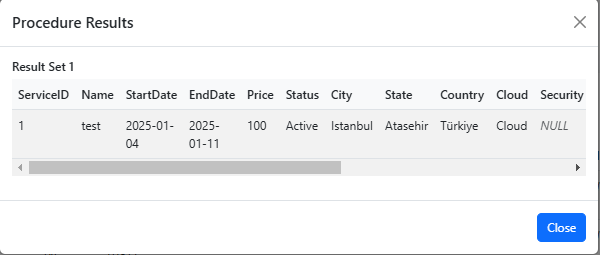 Procedure Results
Result Set 1
ServiceID Name StartDate EndDate Price Status City State Country Cloud Security
1 test 2025-01-04 2025-01-11 100 Active Istanbul Atasehir Türkiye Cloud NULL
Close